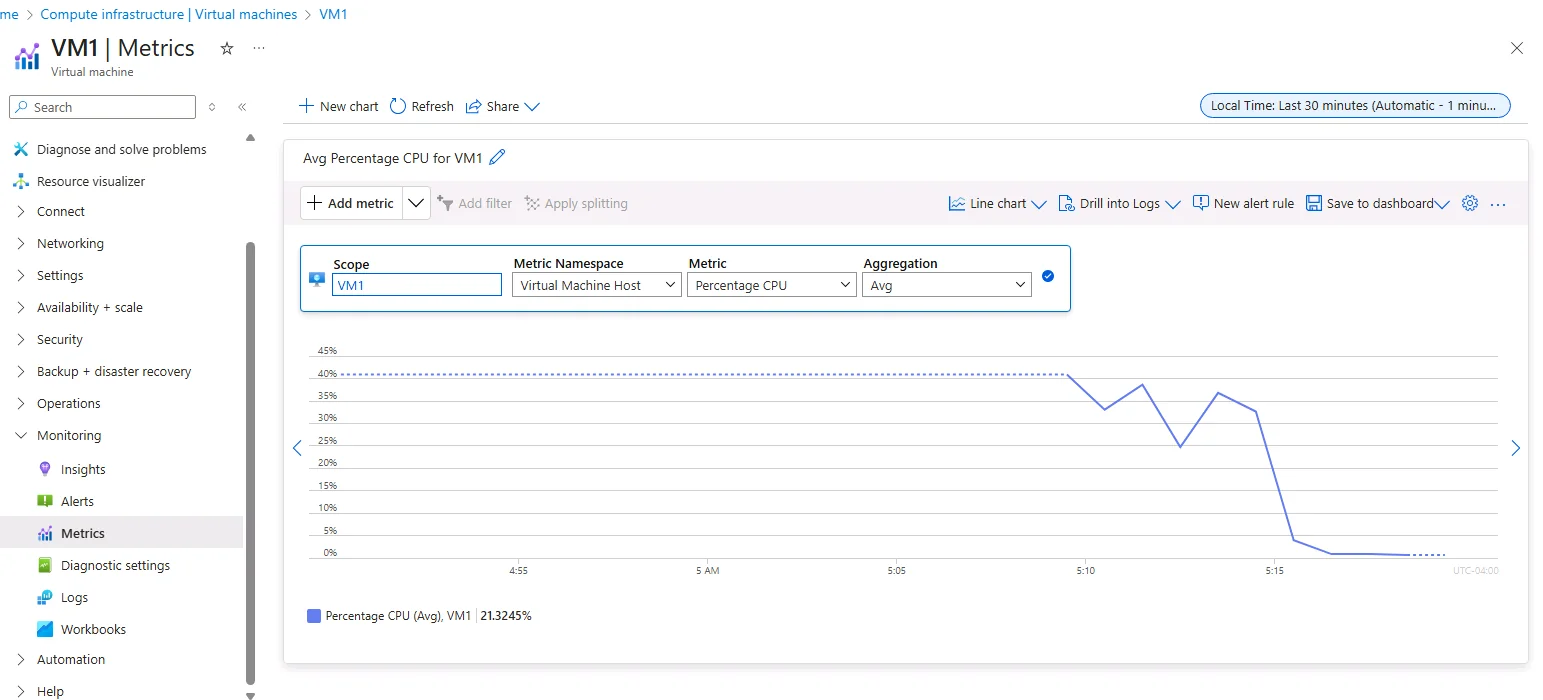 me > Compute infrastructure | Virtual machines > VM1
VM1 | Metrics
Virtual machine
Search
Diagnose and solve problems
Resource visualizer
Connect
Networking
Settings
Availability + scale
Security
Backup + disaster recovery
Operations
Monitoring
Insights
Alerts
Metrics
Diagnostic settings
Logs
Workbooks
Automation
Help
New chart Refresh Share
Local Time: Last 30 minutes (Automatic - 1 minu...
Avg Percentage CPU for VM1
Add metric Add filter Apply splitting Line chart Drill into Logs New alert rule Save to dashboard
Scope Metric Namespace Metric Aggregation
VM1 Virtual Machine Host Percentage CPU Avg
45%
40%
35%
30%
25%
20%
15%
10%
5%
0%
4:55 5 AM 5:05 5:10 5:15 UTC-04:00
Percentage CPU (Avg), VM1 | 21.3245%